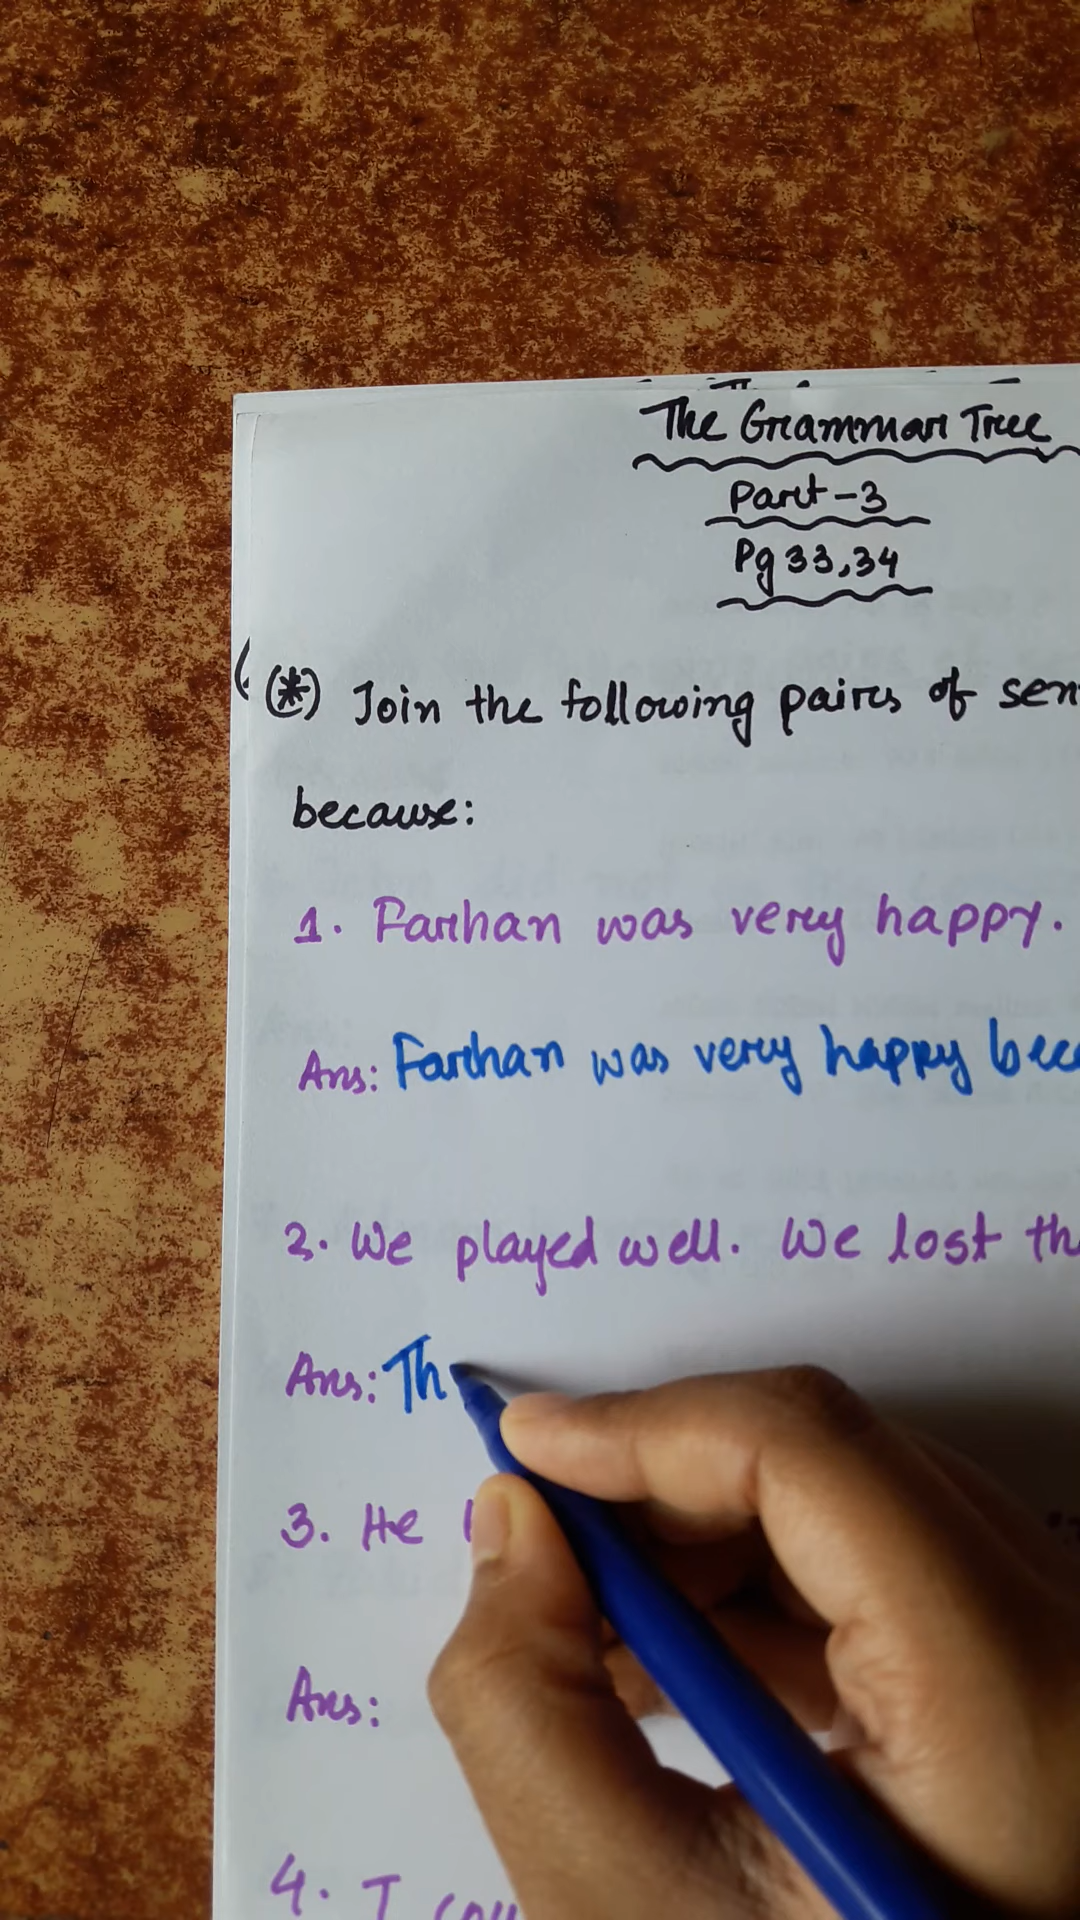 The Grammar Tree
Part-3
Pg 33,34
(*) Join the following pairs of sen
because:
1. Farhan was very happy.
Ans: Farhan was very happy bec
2. We played well. We lost th
Ans: Th
3. He
Ans:
4. I cou